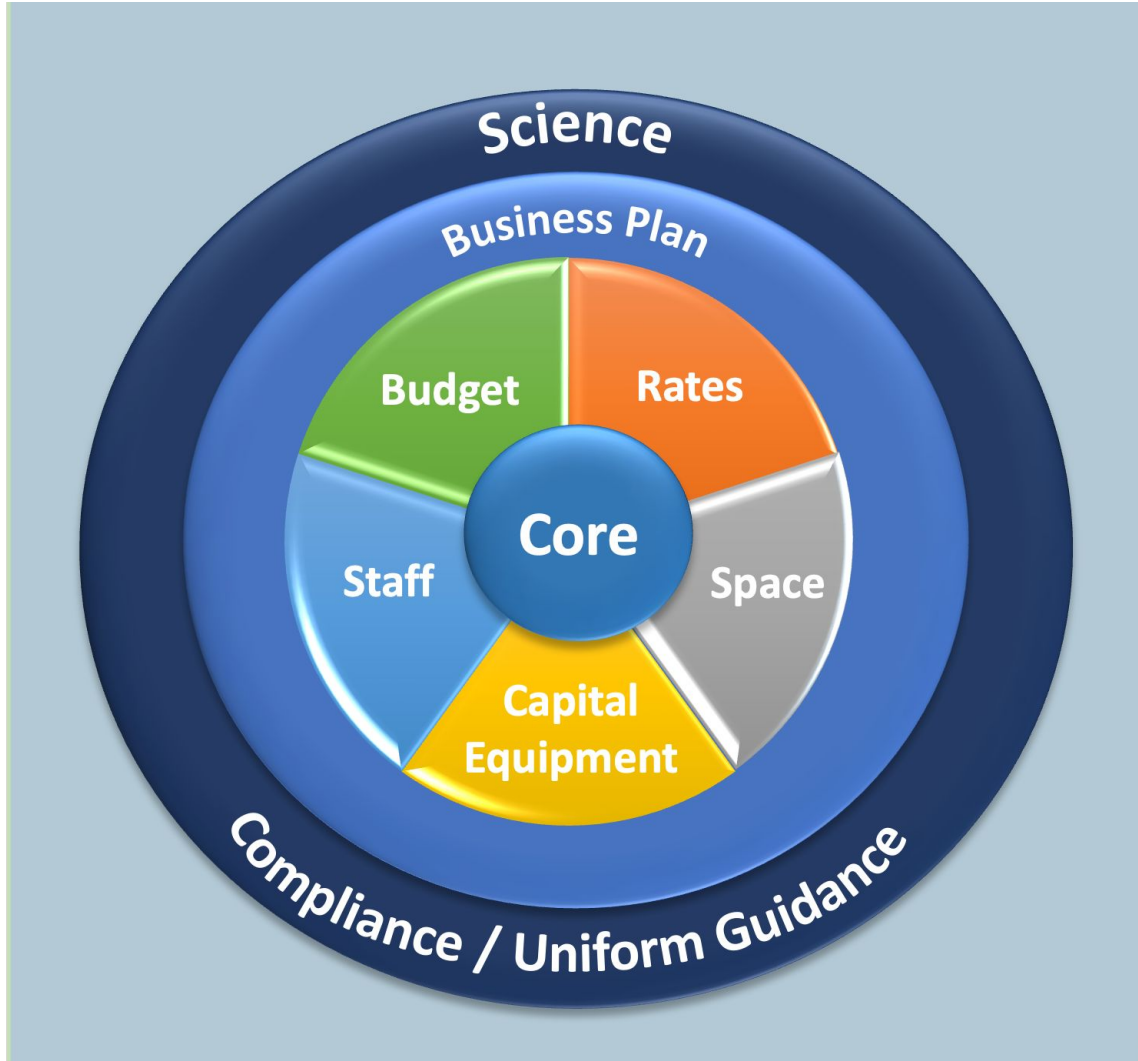 Science
Business Plan
Budget
Rates
Core
Staff
Space
Capital
Equipment
Compliance / Uniform Guidance